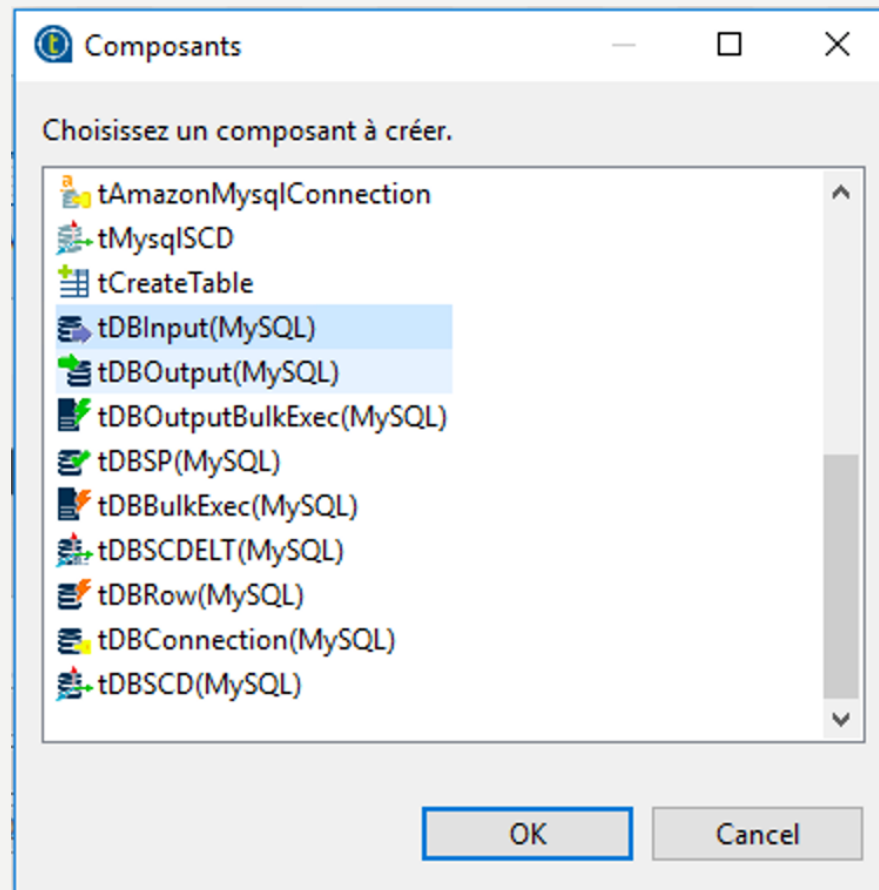 Composants
Choisissez un composant à créer.
tAmazonMysqlConnection
tMysqlSCD
tCreateTable
tDBInput(MySQL)
tDBOutput(MySQL)
tDBOutputBulkExec(MySQL)
tDBSP(MySQL)
tDBBulkExec(MySQL)
tDBSCDELT(MySQL)
tDBRow(MySQL)
tDBConnection(MySQL)
tDBSCD(MySQL)
OK
Cancel